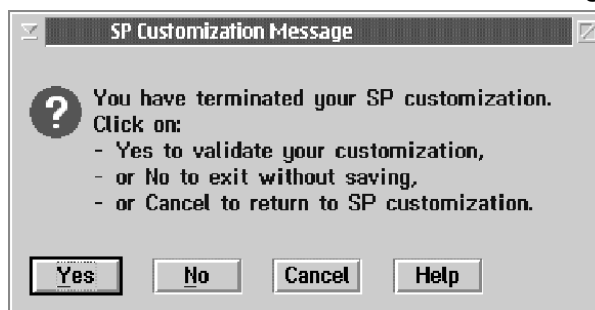 SP Customization Message
?
You have terminated your SP customization.
Click on:
- Yes to validate your customization,
- or No to exit without saving,
- or Cancel to return to SP customization.
Yes No Cancel Help